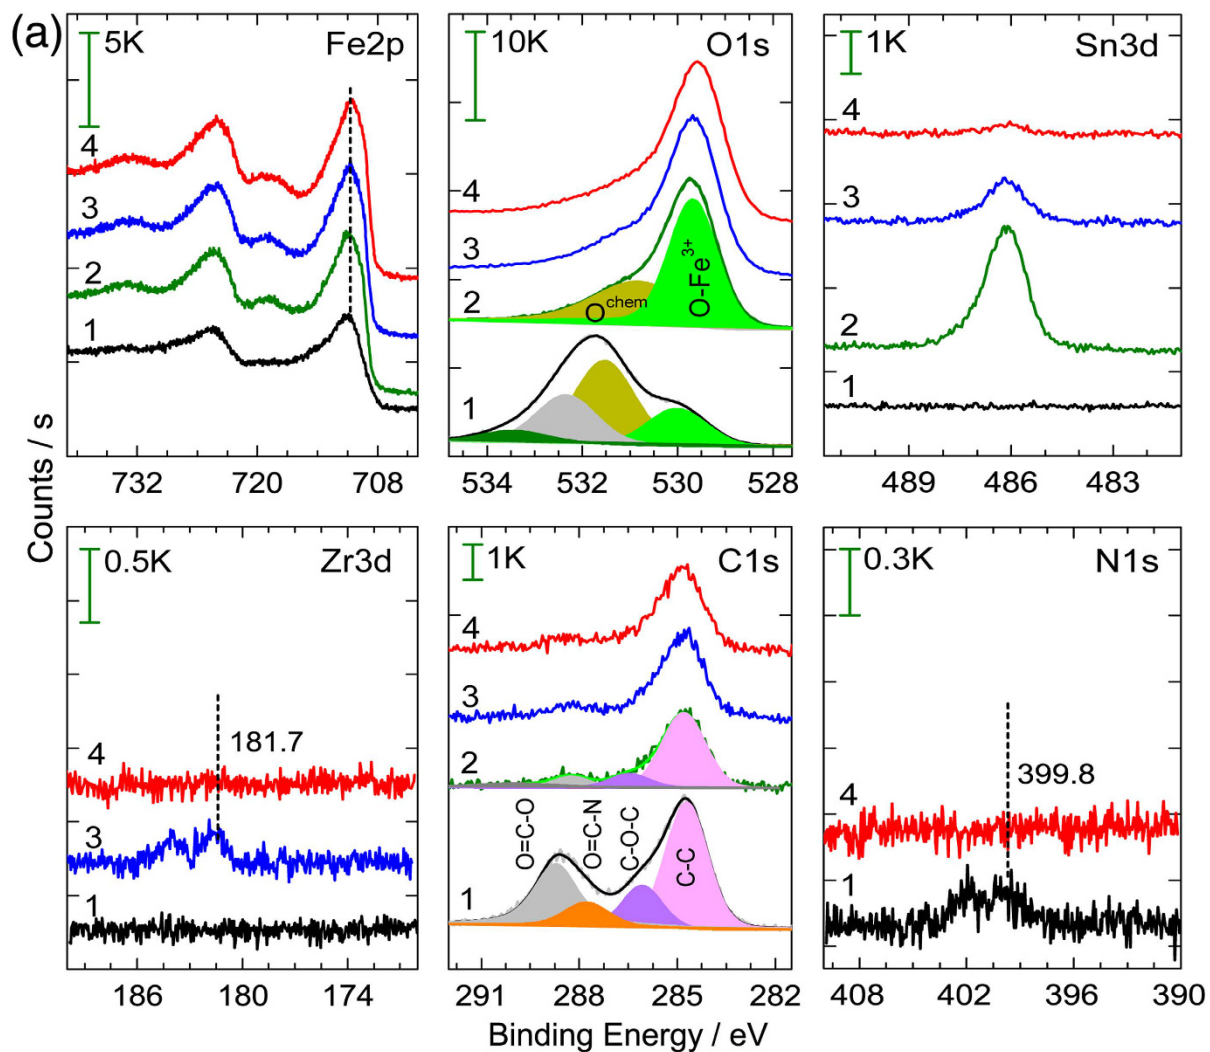 (a)
Counts / s
5K Fe2p
4
3
2
1
732 720 708
10K O1s
4
3
2
O^chem
O-Fe^3+
1
534 532 530 528
1K Sn3d
4
3
2
1
489 486 483
0.5K Zr3d
181.7
4
3
1
186 180 174
1K C1s
4
3
2
O=C-O
O=C-N
C-O-C
C-C
1
291 288 285 282
0.3K N1s
399.8
4
1
408 402 396 390
Binding Energy / eV